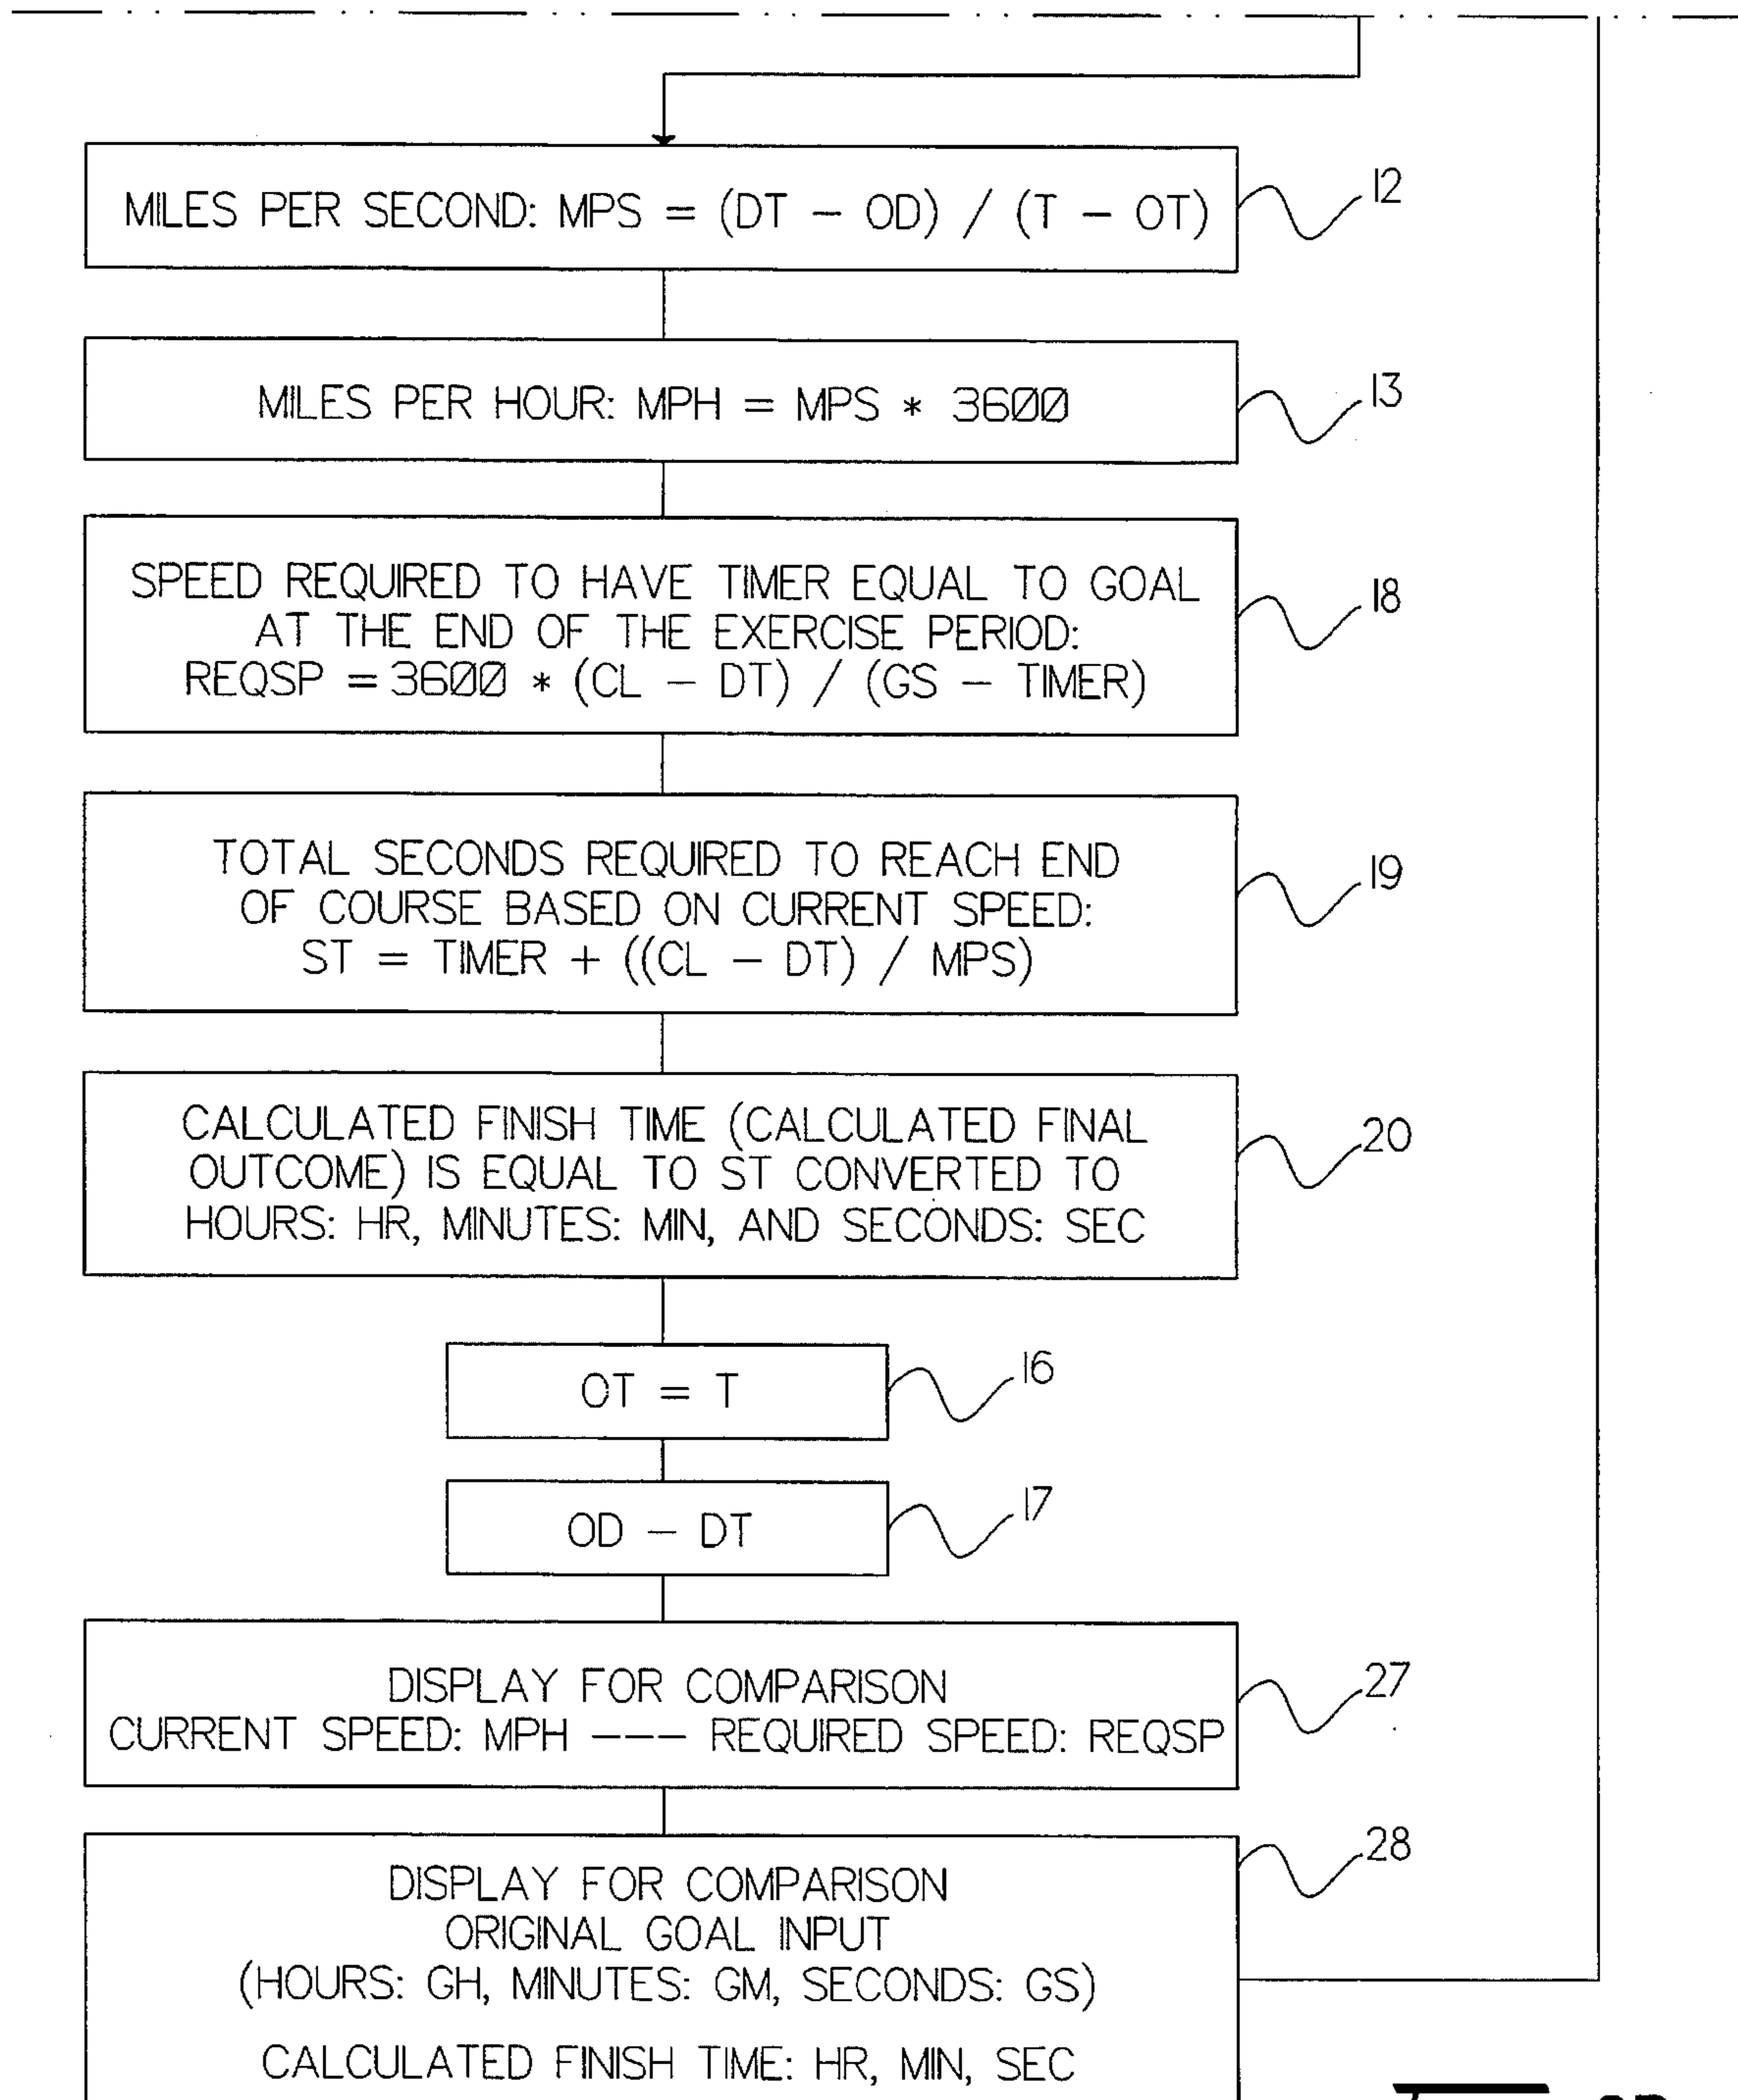 MILES PER SECOND: MPS = (DT - OD) / (T - OT)
12
MILES PER HOUR: MPH = MPS * 3600
13
SPEED REQUIRED TO HAVE TIMER EQUAL TO GOAL
AT THE END OF THE EXERCISE PERIOD:
REQSP = 3600 * (CL - DT) / (GS - TIMER)
18
TOTAL SECONDS REQUIRED TO REACH END
OF COURSE BASED ON CURRENT SPEED:
ST = TIMER + ((CL - DT) / MPS)
19
CALCULATED FINISH TIME (CALCULATED FINAL
OUTCOME) IS EQUAL TO ST CONVERTED TO
HOURS: HR, MINUTES: MIN, AND SECONDS: SEC
20
OT = T
16
OD - DT
17
DISPLAY FOR COMPARISON
CURRENT SPEED: MPH --- REQUIRED SPEED: REQSP
27
DISPLAY FOR COMPARISON
ORIGINAL GOAL INPUT
(HOURS: GH, MINUTES: GM, SECONDS: GS)
CALCULATED FINISH TIME: HR, MIN, SEC
28